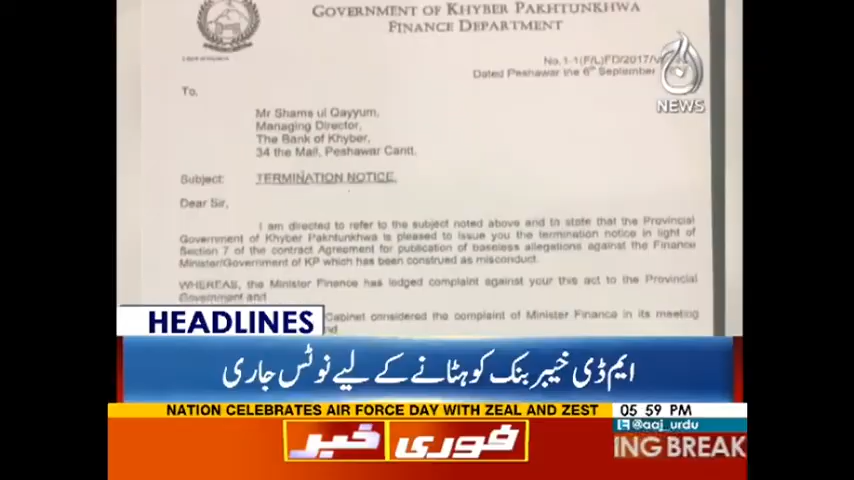 GOVERNMENT OF KHYBER PAKHTUNKHWA
FINANCE DEPARTMENT
No.1-1(F/L)FD/2017/
Dated Peshawar the 6th September
NEWS
To,
Mr Shams ul Qayyum,
Managing Director,
The Bank of Khyber,
34 the Mall, Peshawar Cantt.
Subject: TERMINATION NOTICE.
Dear Sir,
I am directed to refer to the subject noted above and to state that the Provincial
Government of Khyber Pakhtunkhwa is pleased to issue you the termination notice in light of
Section 7 of the contract Agreement for publication of baseless allegations against the Finance
Minister/Government of KP which has been construed as misconduct.
WHEREAS, the Minister Finance has lodged complaint against your this act to the Provincial
Government and
Cabinet considered the complaint of Minister Finance in its meeting
HEADLINES
ایم ڈی خیبر بنک کو ہٹانے کے لیے نوٹس جاری
NATION CELEBRATES AIR FORCE DAY WITH ZEAL AND ZEST
05 59 PM
@aaj_urdu
فوری خبر
ING BREAK